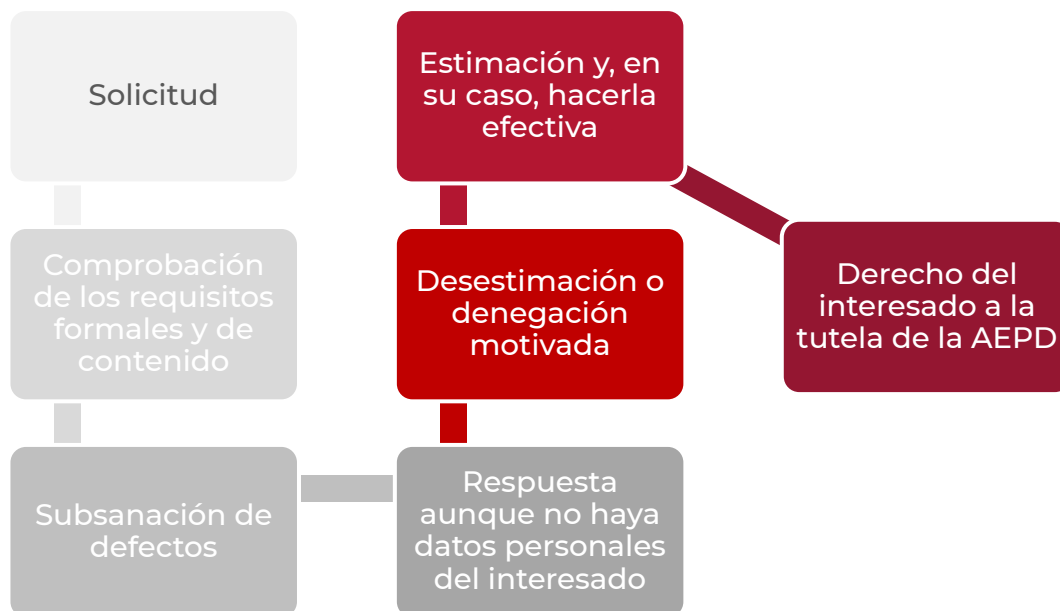 Solicitud
Comprobación
de los requisitos
formales y de
contenido
Subsanación de
defectos
Respuesta
aunque no haya
datos personales
del interesado
Desestimación o
denegación
motivada
Estimación y, en
su caso, hacerla
efectiva
Derecho del
interesado a la
tutela de la AEPD